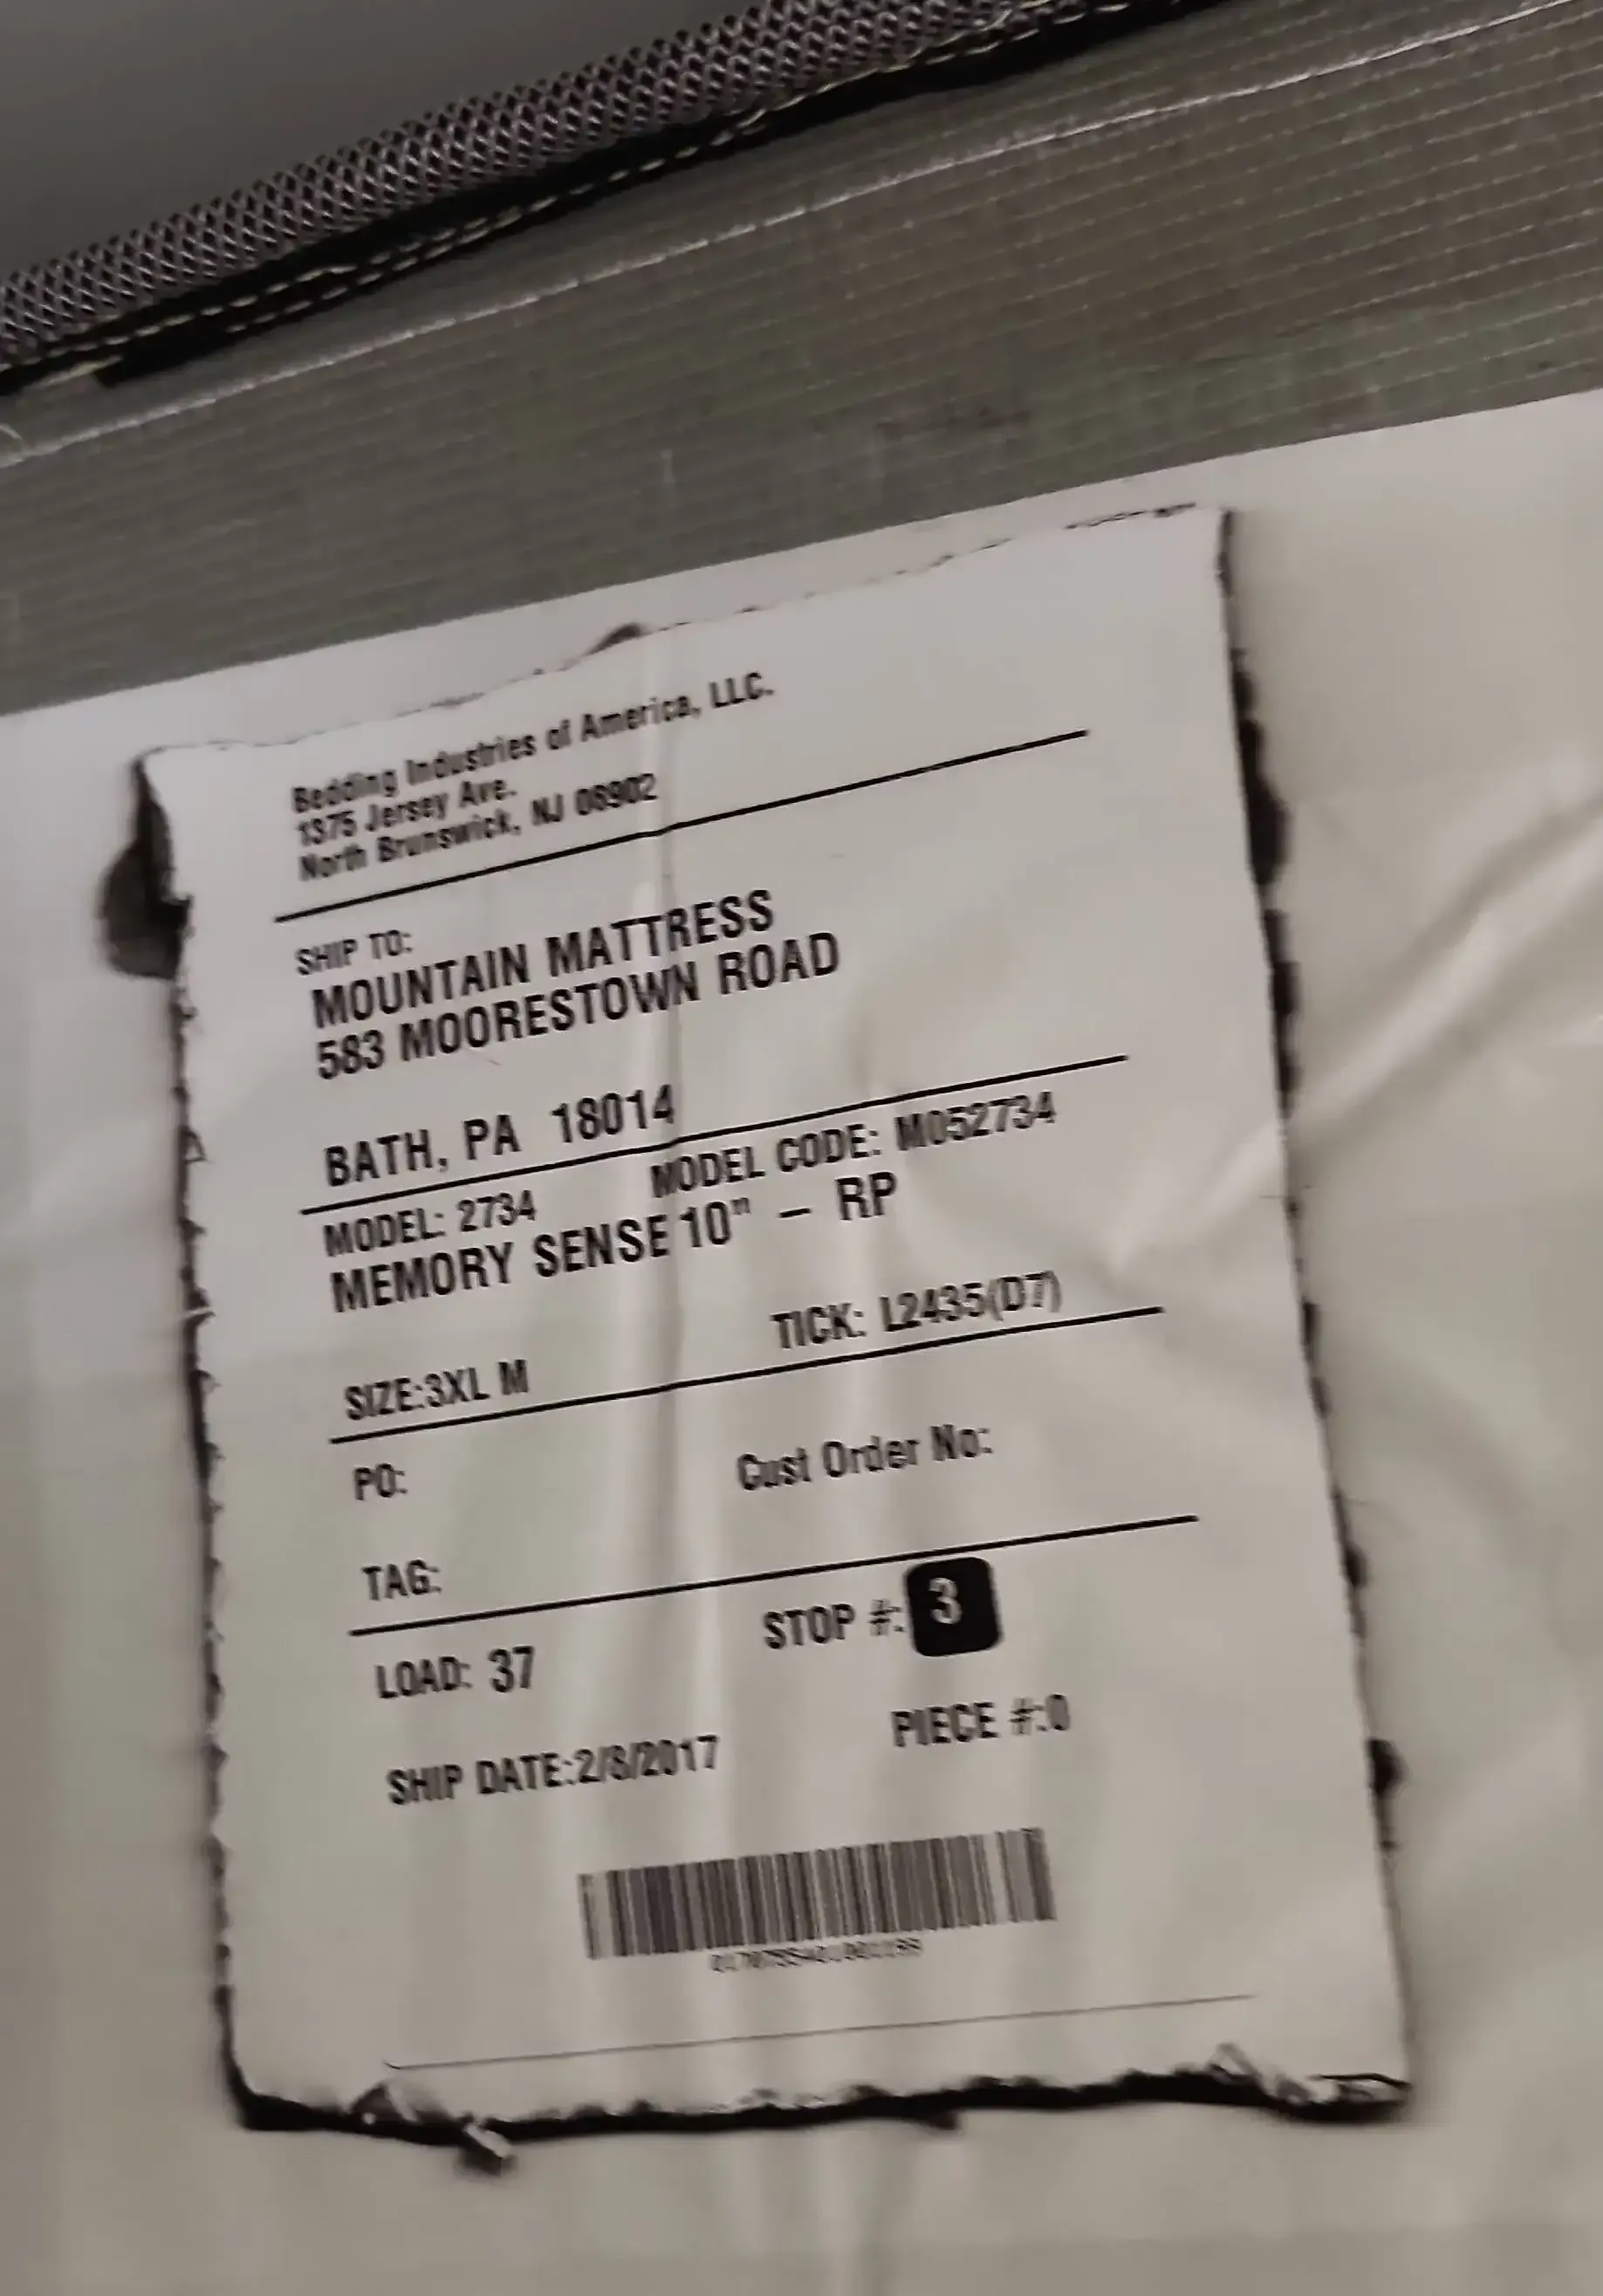 Bedding Industries of America, LLC.
1375 Jersey Ave.
North Brunswick, NJ 08902
SHIP TO:
MOUNTAIN MATTRESS
583 MOORESTOWN ROAD
BATH, PA 18014
MODEL: 2734 MODEL CODE: M052734
MEMORY SENSE 10" – RP
TICK: L2435(D7)
SIZE:3XL M
PO: Cust Order No:
TAG:
LOAD: 37 STOP #: 3
SHIP DATE:2/8/2017 PIECE #:0